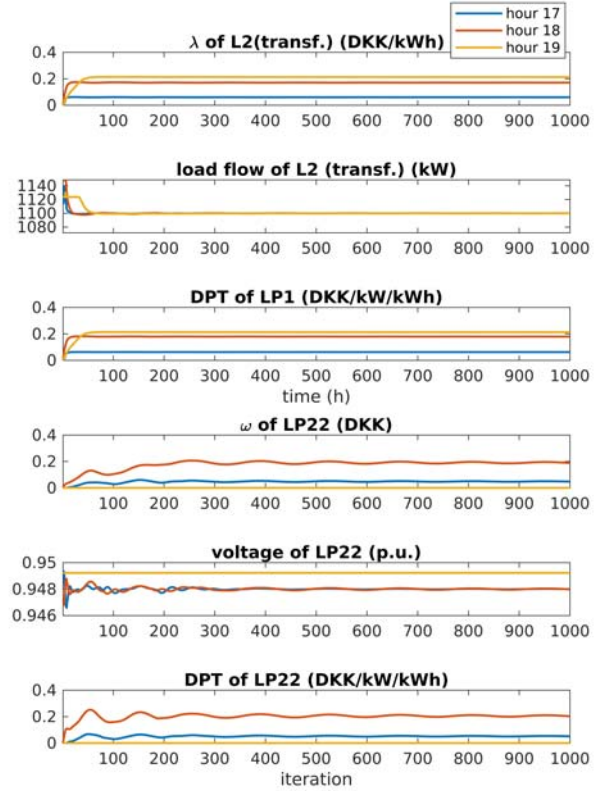 hour 17
hour 18
hour 19
λ of L2(transf.) (DKK/kWh)
0.4
0.2
0
100 200 300 400 500 600 700 800 900 1000
load flow of L2 (transf.) (kW)
1140
1120
1100
1080
100 200 300 400 500 600 700 800 900 1000
DPT of LP1 (DKK/kW/kWh)
0.4
0.2
0
100 200 300 400 500 600 700 800 900 1000
time (h)
ω of LP22 (DKK)
0.4
0.2
0
100 200 300 400 500 600 700 800 900 1000
voltage of LP22 (p.u.)
0.95
0.948
0.946
100 200 300 400 500 600 700 800 900 1000
DPT of LP22 (DKK/kW/kWh)
0.4
0.2
0
100 200 300 400 500 600 700 800 900 1000
iteration